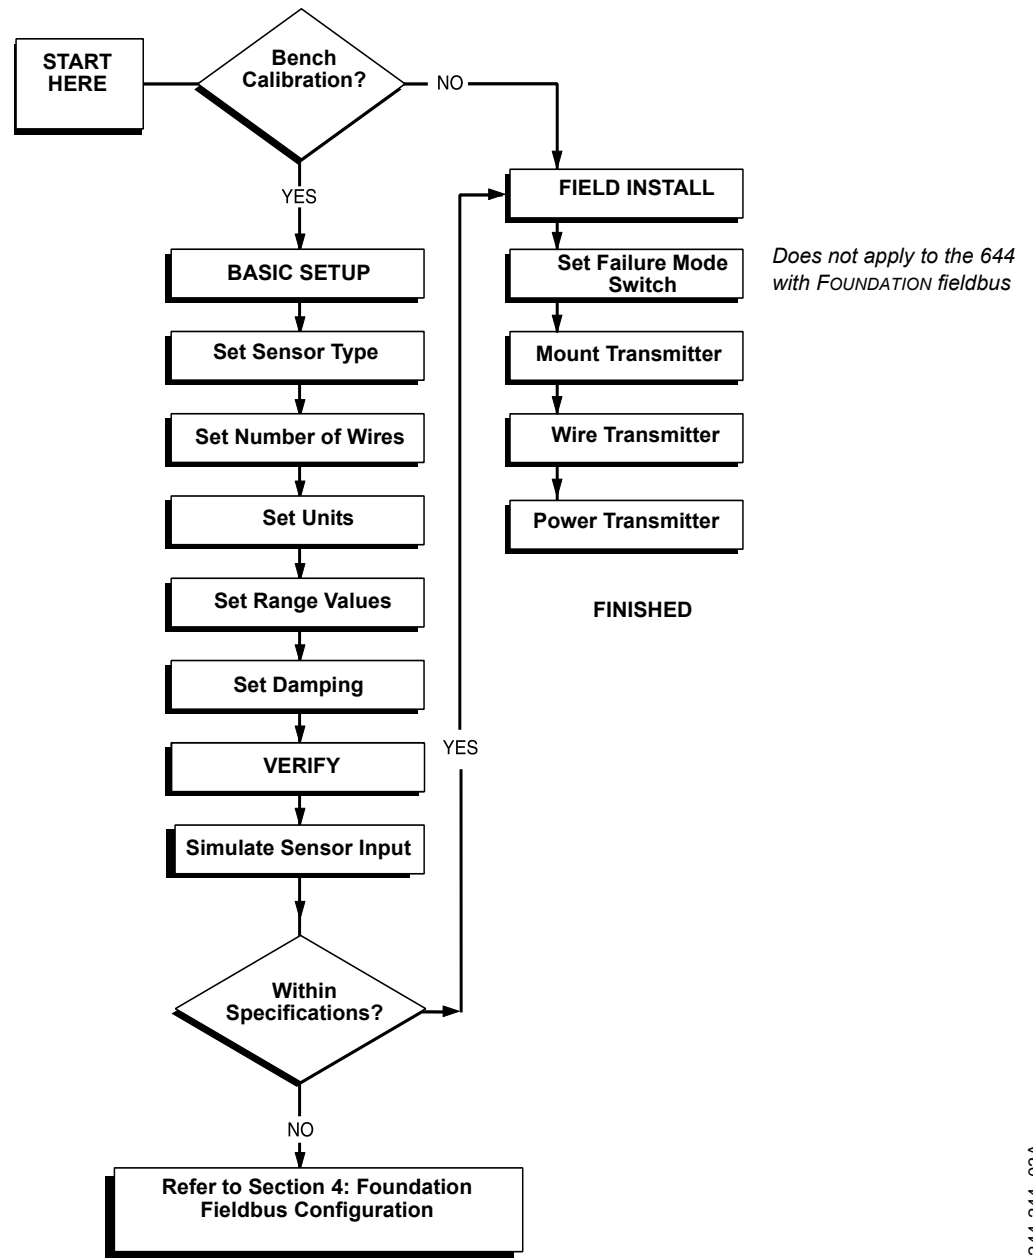 START
HERE
Bench
Calibration?
NO
YES
BASIC SETUP
Set Sensor Type
Set Number of Wires
Set Units
Set Range Values
Set Damping
VERIFY
Simulate Sensor Input
Within
Specifications?
YES
NO
Refer to Section 4: Foundation
Fieldbus Configuration
FIELD INSTALL
Set Failure Mode
Switch
Does not apply to the 644
with FOUNDATION fieldbus
Mount Transmitter
Wire Transmitter
Power Transmitter
FINISHED